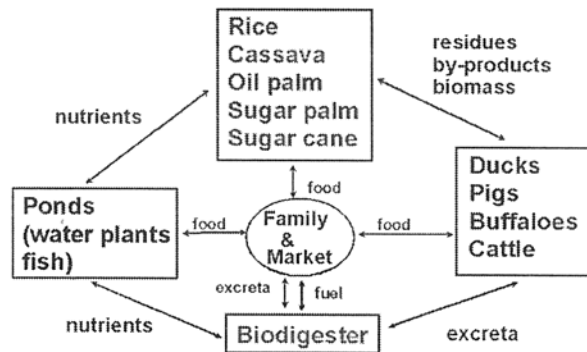 Rice
Cassava
Oil palm
Sugar palm
Sugar cane
residues
by-products
biomass
nutrients
food
Ponds
(water plants
fish)
food
Family
&
Market
food
Ducks
Pigs
Buffaloes
Cattle
excreta
fuel
nutrients
Biodigester
excreta